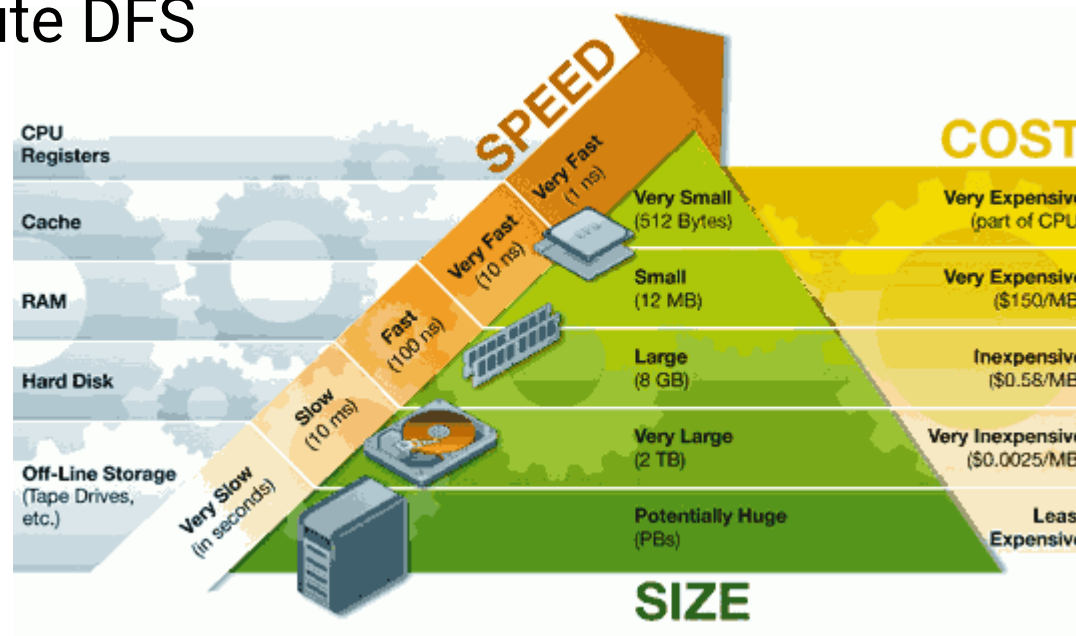 ute DFS
SPEED
COST
CPU
Registers
Very Fast
(1 ns)
Very Small
(512 Bytes)
Very Expensive
(part of CPU
Cache
Very Fast
(10 ns)
Small
(12 MB)
Very Expensive
($150/MB
RAM
Fast
(100 ns)
Large
(8 GB)
Inexpensive
($0.58/MB
Hard Disk
Slow
(10 ms)
Very Large
(2 TB)
Very Inexpensive
($0.0025/MB
Off-Line Storage
(Tape Drives,
etc.)
Very Slow
(in seconds)
Potentially Huge
(PBs)
Leas
Expensive
SIZE